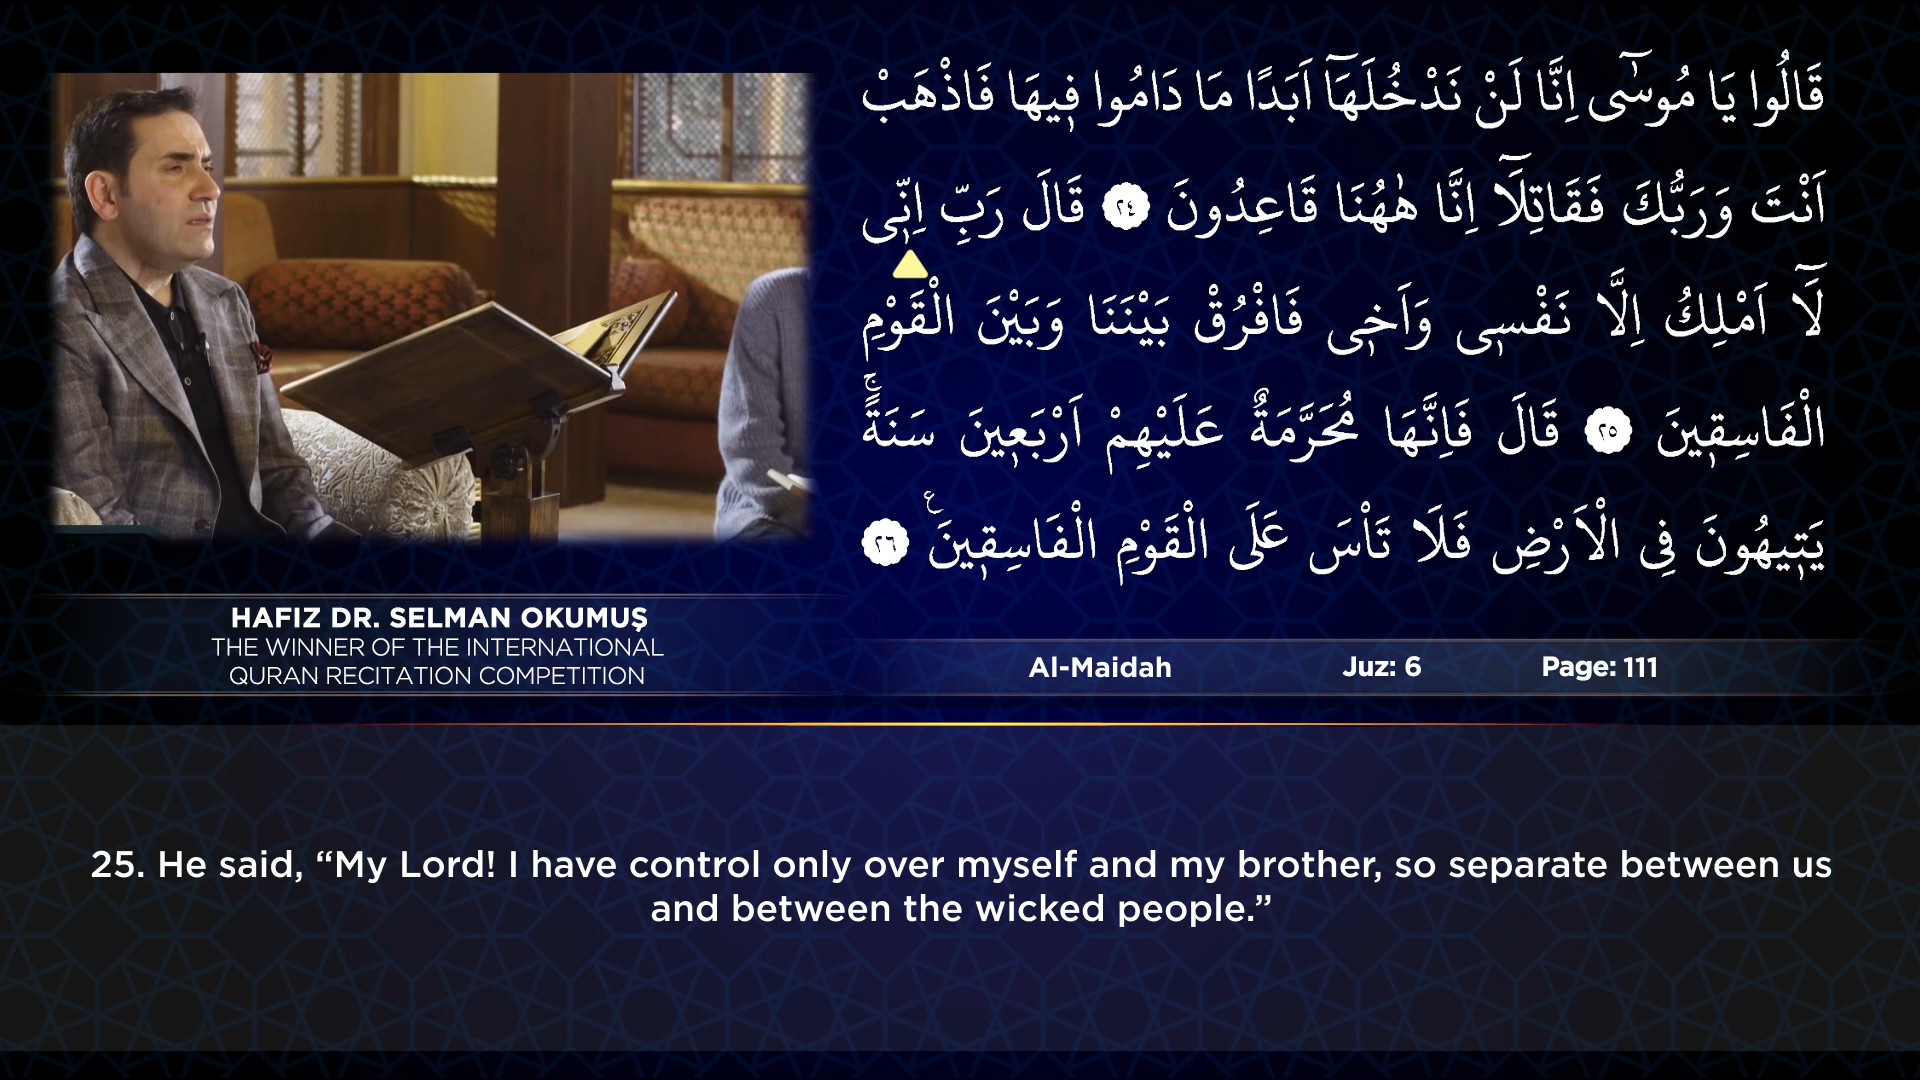 قَالُوا يَا مُوسٰٓى اِنَّا لَنْ نَدْخُلَهَٓا اَبَدًا مَا دَامُوا فٖيهَا فَاذْهَبْ
اَنْتَ وَرَبُّكَ فَقَاتِلَٓا اِنَّا هٰهُنَا قَاعِدُونَ ٢٤ قَالَ رَبِّ اِنّٖى
لَٓا اَمْلِكُ اِلَّا نَفْسٖى وَاَخٖى فَافْرُقْ بَيْنَنَا وَبَيْنَ الْقَوْمِ
الْفَاسِقٖينَ ٢٥ قَالَ فَاِنَّهَا مُحَرَّمَةٌ عَلَيْهِمْ اَرْبَعٖينَ سَنَةًۚ
يَتٖيهُونَ فِى الْاَرْضِ فَلَا تَاْسَ عَلَى الْقَوْمِ الْفَاسِقٖينَ ع ٢٦
HAFIZ DR. SELMAN OKUMUŞ
THE WINNER OF THE INTERNATIONAL
QURAN RECITATION COMPETITION
Al-Maidah Juz: 6 Page: 111
25. He said, “My Lord! I have control only over myself and my brother, so separate between us
and between the wicked people.”